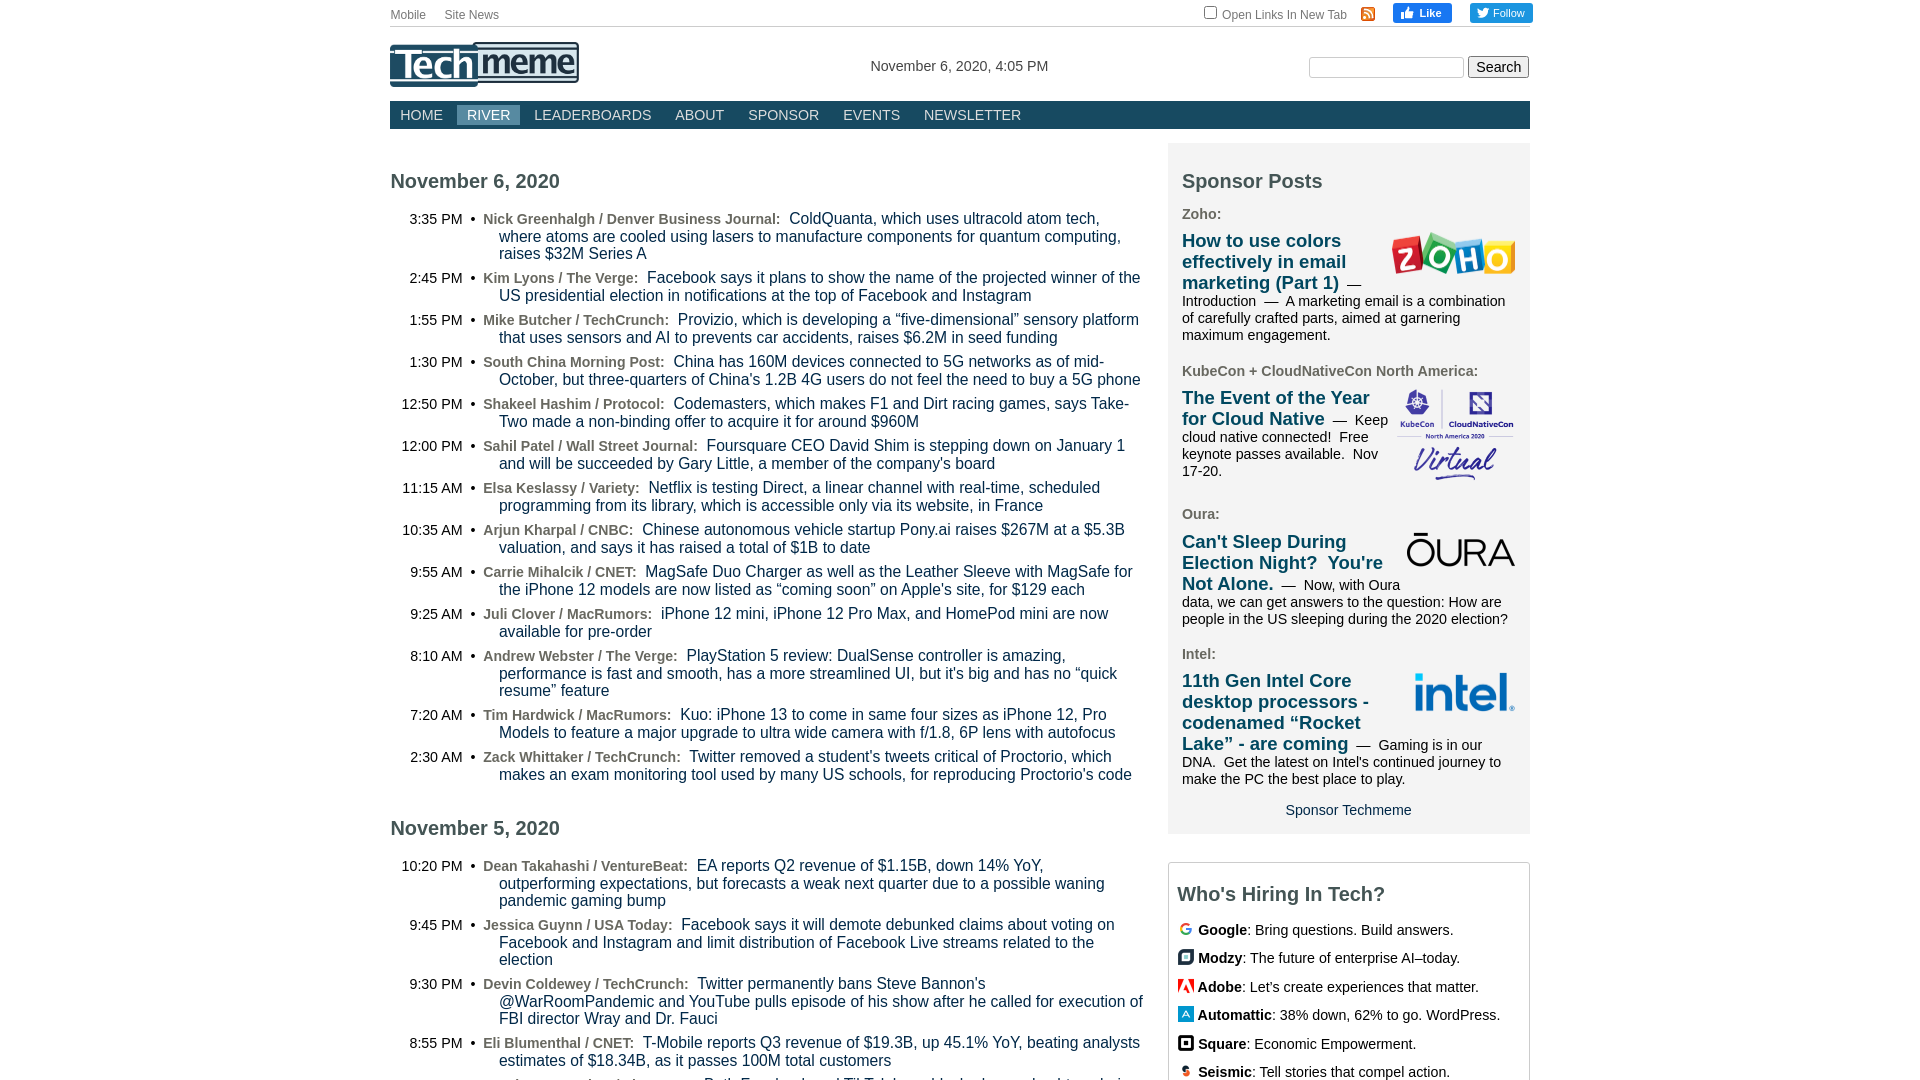 Mobile Site News
Open Links In New Tab
Like
Follow
Techmeme
November 6, 2020, 4:05 PM
Search
HOME RIVER LEADERBOARDS ABOUT SPONSOR EVENTS NEWSLETTER
November 6, 2020
3:35 PM • Nick Greenhalgh / Denver Business Journal: ColdQuanta, which uses ultracold atom tech,
where atoms are cooled using lasers to manufacture components for quantum computing,
raises $32M Series A
2:45 PM • Kim Lyons / The Verge: Facebook says it plans to show the name of the projected winner of the
US presidential election in notifications at the top of Facebook and Instagram
1:55 PM • Mike Butcher / TechCrunch: Provizio, which is developing a “five-dimensional” sensory platform
that uses sensors and AI to prevents car accidents, raises $6.2M in seed funding
1:30 PM • South China Morning Post: China has 160M devices connected to 5G networks as of mid-
October, but three-quarters of China's 1.2B 4G users do not feel the need to buy a 5G phone
12:50 PM • Shakeel Hashim / Protocol: Codemasters, which makes F1 and Dirt racing games, says Take-
Two made a non-binding offer to acquire it for around $960M
12:00 PM • Sahil Patel / Wall Street Journal: Foursquare CEO David Shim is stepping down on January 1
and will be succeeded by Gary Little, a member of the company's board
11:15 AM • Elsa Keslassy / Variety: Netflix is testing Direct, a linear channel with real-time, scheduled
programming from its library, which is accessible only via its website, in France
10:35 AM • Arjun Kharpal / CNBC: Chinese autonomous vehicle startup Pony.ai raises $267M at a $5.3B
valuation, and says it has raised a total of $1B to date
9:55 AM • Carrie Mihalcik / CNET: MagSafe Duo Charger as well as the Leather Sleeve with MagSafe for
the iPhone 12 models are now listed as “coming soon” on Apple's site, for $129 each
9:25 AM • Juli Clover / MacRumors: iPhone 12 mini, iPhone 12 Pro Max, and HomePod mini are now
available for pre-order
8:10 AM • Andrew Webster / The Verge: PlayStation 5 review: DualSense controller is amazing,
performance is fast and smooth, has a more streamlined UI, but it's big and has no “quick
resume” feature
7:20 AM • Tim Hardwick / MacRumors: Kuo: iPhone 13 to come in same four sizes as iPhone 12, Pro
Models to feature a major upgrade to ultra wide camera with f/1.8, 6P lens with autofocus
2:30 AM • Zack Whittaker / TechCrunch: Twitter removed a student's tweets critical of Proctorio, which
makes an exam monitoring tool used by many US schools, for reproducing Proctorio's code
November 5, 2020
10:20 PM • Dean Takahashi / VentureBeat: EA reports Q2 revenue of $1.15B, down 14% YoY,
outperforming expectations, but forecasts a weak next quarter due to a possible waning
pandemic gaming bump
9:45 PM • Jessica Guynn / USA Today: Facebook says it will demote debunked claims about voting on
Facebook and Instagram and limit distribution of Facebook Live streams related to the
election
9:30 PM • Devin Coldewey / TechCrunch: Twitter permanently bans Steve Bannon's
@WarRoomPandemic and YouTube pulls episode of his show after he called for execution of
FBI director Wray and Dr. Fauci
8:55 PM • Eli Blumenthal / CNET: T-Mobile reports Q3 revenue of $19.3B, up 45.1% YoY, beating analysts
estimates of $18.34B, as it passes 100M total customers
Sponsor Posts
Zoho:
ZOHO
How to use colors
effectively in email
marketing (Part 1) —
Introduction — A marketing email is a combination
of carefully crafted parts, aimed at garnering
maximum engagement.
KubeCon + CloudNativeCon North America:
KubeCon CloudNativeCon
North America 2020
Virtual
The Event of the Year
for Cloud Native — Keep
cloud native connected! Free
keynote passes available. Nov
17-20.
Oura:
ŌURA
Can't Sleep During
Election Night? You're
Not Alone. — Now, with Oura
data, we can get answers to the question: How are
people in the US sleeping during the 2020 election?
Intel:
intel.
11th Gen Intel Core
desktop processors -
codenamed “Rocket
Lake” - are coming — Gaming is in our
DNA. Get the latest on Intel's continued journey to
make the PC the best place to play.
Sponsor Techmeme
Who's Hiring In Tech?
Google: Bring questions. Build answers.
Modzy: The future of enterprise AI–today.
Adobe: Let's create experiences that matter.
Automattic: 38% down, 62% to go. WordPress.
Square: Economic Empowerment.
Seismic: Tell stories that compel action.